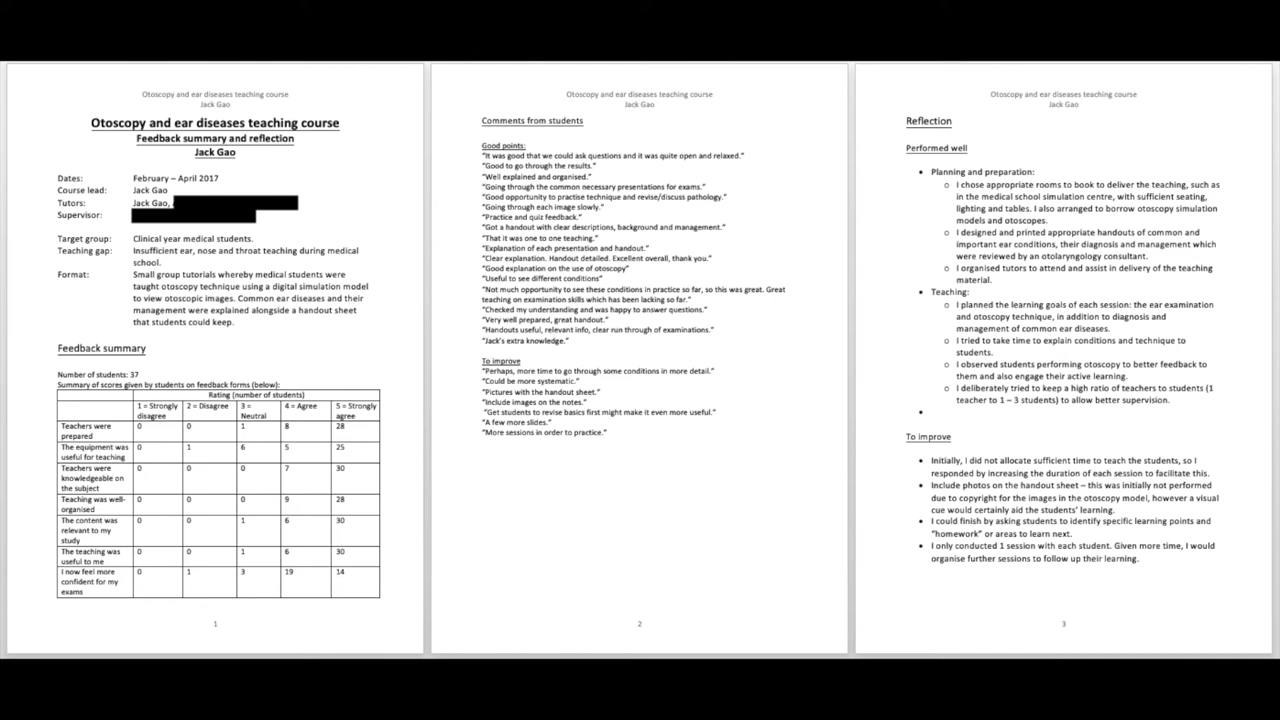 Otoscopy and ear diseases teaching course
Jack Gao
Otoscopy and ear diseases teaching course
Feedback summary and reflection
Jack Gao
Dates: February – April 2017
Course lead: Jack Gao
Tutors: Jack Gao,
Supervisor:
Target group: Clinical year medical students.
Teaching gap: Insufficient ear, nose and throat teaching during medical
school.
Format: Small group tutorials whereby medical students were
taught otoscopy technique using a digital simulation model
to view otoscopic images. Common ear diseases and their
management were explained alongside a handout sheet
that students could keep.
Feedback summary
Number of students: 37
Summary of scores given by students on feedback forms (below):
Rating (number of students)
1 = Strongly disagree 2 = Disagree 3 = Neutral 4 = Agree 5 = Strongly agree
Teachers were prepared 0 0 1 8 28
The equipment was useful for teaching 0 1 6 5 25
Teachers were knowledgeable on the subject 0 0 0 7 30
Teaching was well-organised 0 0 0 9 28
The content was relevant to my study 0 0 1 6 30
The teaching was useful to me 0 0 1 6 30
I now feel more confident for my exams 0 1 3 19 14
1
Otoscopy and ear diseases teaching course
Jack Gao
Comments from students
Good points:
"It was good that we could ask questions and it was quite open and relaxed."
"Good to go through the results."
"Well explained and organised."
"Going through the common necessary presentations for exams."
"Good opportunity to practise technique and revise/discuss pathology."
"Going through each image slowly."
"Practice and quiz feedback."
"Got a handout with clear descriptions, background and management."
"That it was one to one teaching."
"Explanation of each presentation and handout."
"Clear explanation. Handout detailed. Excellent overall, thank you."
"Good explanation on the use of otoscopy"
"Useful to see different conditions"
"Not much opportunity to see these conditions in practice so far, so this was great. Great
teaching on examination skills which has been lacking so far."
"Checked my understanding and was happy to answer questions."
"Very well prepared, great handout."
"Handouts useful, relevant info, clear run through of examinations."
"Jack's extra knowledge."
To improve
"Perhaps, more time to go through some conditions in more detail."
"Could be more systematic."
"Pictures with the handout sheet."
"Include images on the notes."
"Get students to revise basics first might make it even more useful."
"A few more slides."
"More sessions in order to practice."
2
Otoscopy and ear diseases teaching course
Jack Gao
Reflection
Performed well
• Planning and preparation:
o I chose appropriate rooms to book to deliver the teaching, such as
in the medical school simulation centre, with sufficient seating,
lighting and tables. I also arranged to borrow otoscopy simulation
models and otoscopes.
o I designed and printed appropriate handouts of common and
important ear conditions, their diagnosis and management which
were reviewed by an otolaryngology consultant.
o I organised tutors to attend and assist in delivery of the teaching
material.
• Teaching:
o I planned the learning goals of each session: the ear examination
and otoscopy technique, in addition to diagnosis and
management of common ear diseases.
o I tried to take time to explain conditions and technique to
students.
o I observed students performing otoscopy to better feedback to
them and also engage their active learning.
o I deliberately tried to keep a high ratio of teachers to students (1
teacher to 1 – 3 students) to allow better supervision.
•
To improve
• Initially, I did not allocate sufficient time to teach the students, so I
responded by increasing the duration of each session to facilitate this.
• Include photos on the handout sheet – this was initially not performed
due to copyright for the images in the otoscopy model, however a visual
cue would certainly aid the students' learning.
• I could finish by asking students to identify specific learning points and
"homework" or areas to learn next.
• I only conducted 1 session with each student. Given more time, I would
organise further sessions to follow up their learning.
3